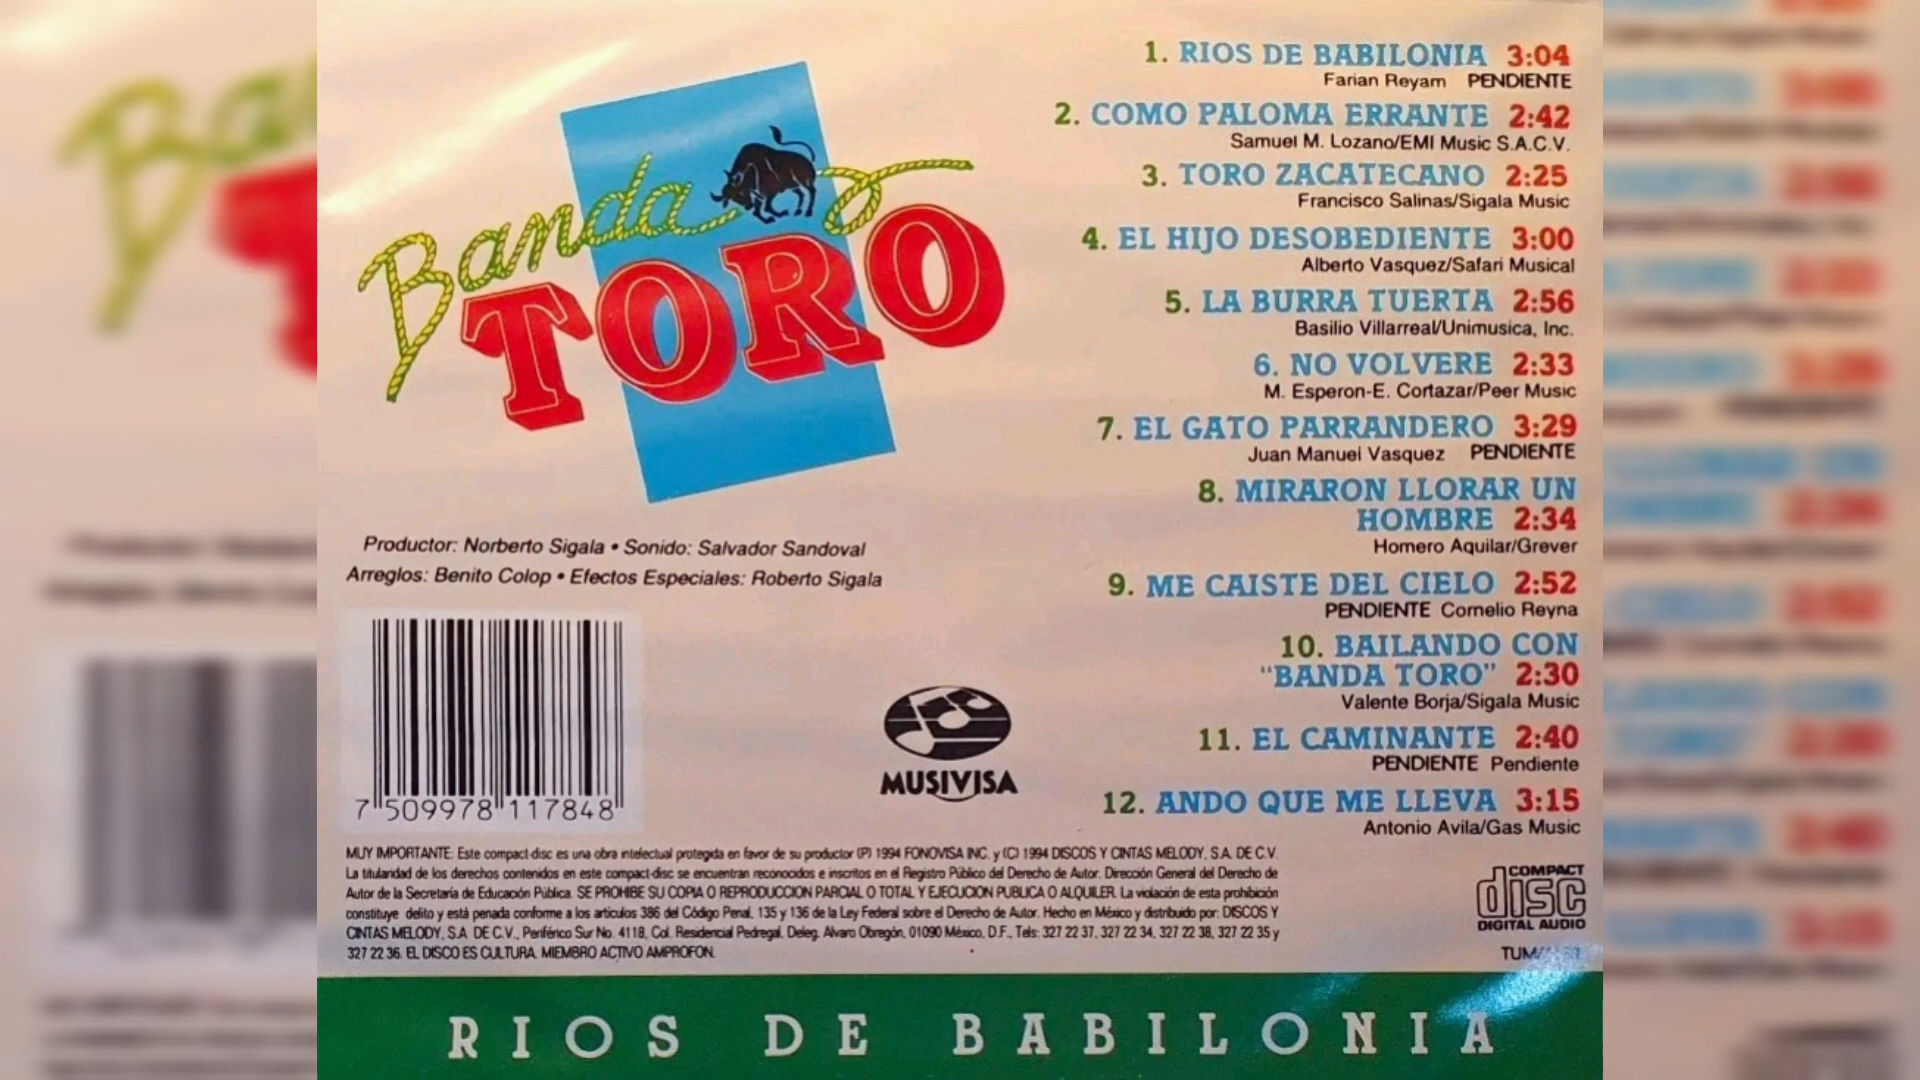 Banda
TORO
1. RIOS DE BABILONIA 3:04
Farian Reyam PENDIENTE
2. COMO PALOMA ERRANTE 2:42
Samuel M. Lozano/EMI Music S.A.C.V.
3. TORO ZACATECANO 2:25
Francisco Salinas/Sigala Music
4. EL HIJO DESOBEDIENTE 3:00
Alberto Vasquez/Safari Musical
5. LA BURRA TUERTA 2:56
Basilio Villarreal/Unimusica, Inc.
6. NO VOLVERE 2:33
M. Esperon-E. Cortazar/Peer Music
7. EL GATO PARRANDERO 3:29
Juan Manuel Vasquez PENDIENTE
8. MIRARON LLORAR UN
HOMBRE 2:34
Homero Aquilar/Grever
9. ME CAISTE DEL CIELO 2:52
PENDIENTE Cornelio Reyna
10. BAILANDO CON
"BANDA TORO" 2:30
Valente Borja/Sigala Music
11. EL CAMINANTE 2:40
PENDIENTE Pendiente
12. ANDO QUE ME LLEVA 3:15
Antonio Avila/Gas Music
Productor: Norberto Sigala • Sonido: Salvador Sandoval
Arreglos: Benito Colop • Efectos Especiales: Roberto Sigala
7 509978 117848
MUSIVISA
MUY IMPORTANTE: Este compact-disc es una obra intelectual protegida en favor de su productor (P) 1994 FONOVISA INC. y (C) 1994 DISCOS Y CINTAS MELODY, S.A. DE C.V.
La titularidad de los derechos contenidos en este compact-disc se encuentran reconocidos e inscritos en el Registro Público del Derecho de Autor. Dirección General del Derecho de
Autor de la Secretaría de Educación Pública. SE PROHIBE SU COPIA O REPRODUCCION PARCIAL O TOTAL Y EJECUCION PUBLICA O ALQUILER. La violación de esta prohibición
constituye delito y está penada conforme a los artículos 386 del Código Penal, 135 y 136 de la Ley Federal sobre el Derecho de Autor. Hecho en México y distribuido por: DISCOS Y
CINTAS MELODY, S.A. DE C.V., Periférico Sur No. 4118, Col. Residencial Pedregal, Deleg. Alvaro Obregón, 01090 México, D.F., Tels: 327 22 37, 327 22 34, 327 22 38, 327 22 35 y
327 22 36. EL DISCO ES CULTURA. MIEMBRO ACTIVO AMPROFON.
COMPACT
disc
DIGITAL AUDIO
RIOS DE BABILONIA